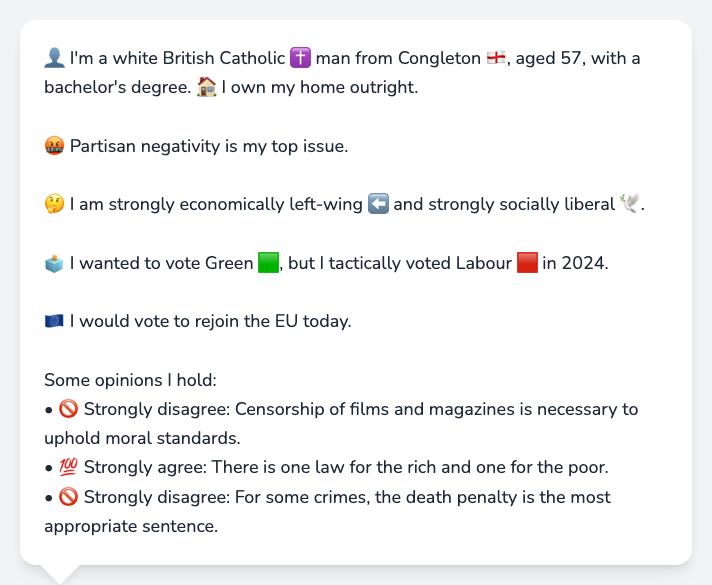 👤 I'm a white British Catholic ✝️ man from Congleton 🏴󠁧󠁢󠁥󠁮󠁧󠁿, aged 57, with a
bachelor's degree. 🏠 I own my home outright.
🤬 Partisan negativity is my top issue.
🤔 I am strongly economically left-wing ⬅️ and strongly socially liberal 🕊️.
🗳️ I wanted to vote Green 🟩, but I tactically voted Labour 🟥 in 2024.
🇪🇺 I would vote to rejoin the EU today.
Some opinions I hold:
• 🚫 Strongly disagree: Censorship of films and magazines is necessary to
uphold moral standards.
• 💯 Strongly agree: There is one law for the rich and one for the poor.
• 🚫 Strongly disagree: For some crimes, the death penalty is the most
appropriate sentence.